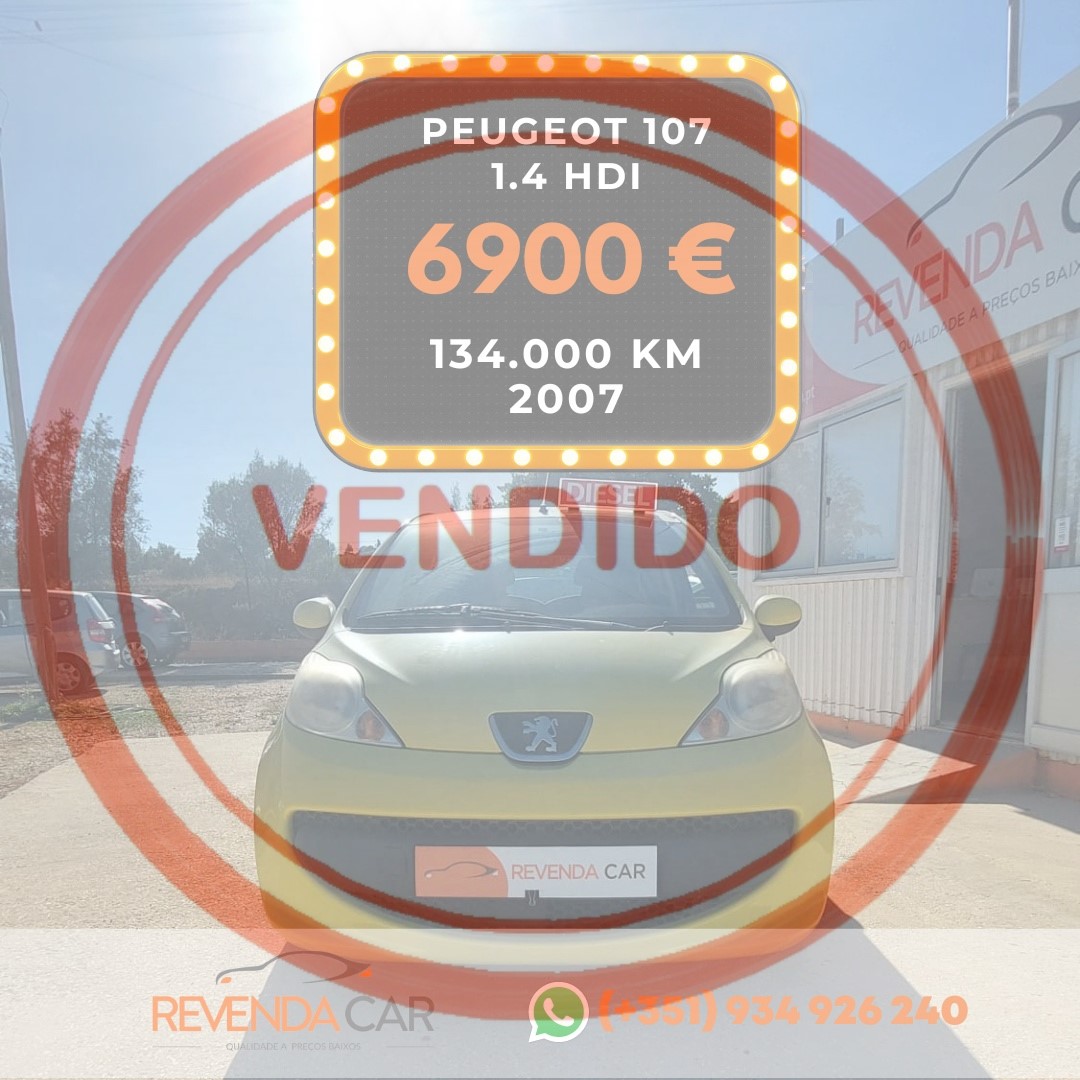 PEUGEOT 107
1.4 HDI
6900 €
134.000 KM
2007
REVENDA C
QUALIDADE A PREÇOS BAIX
DIESEL
VENDIDO
REVENDA CAR
REVENDA CAR
QUALIDADE A PREÇOS BAIXOS
(+351) 934 926 240